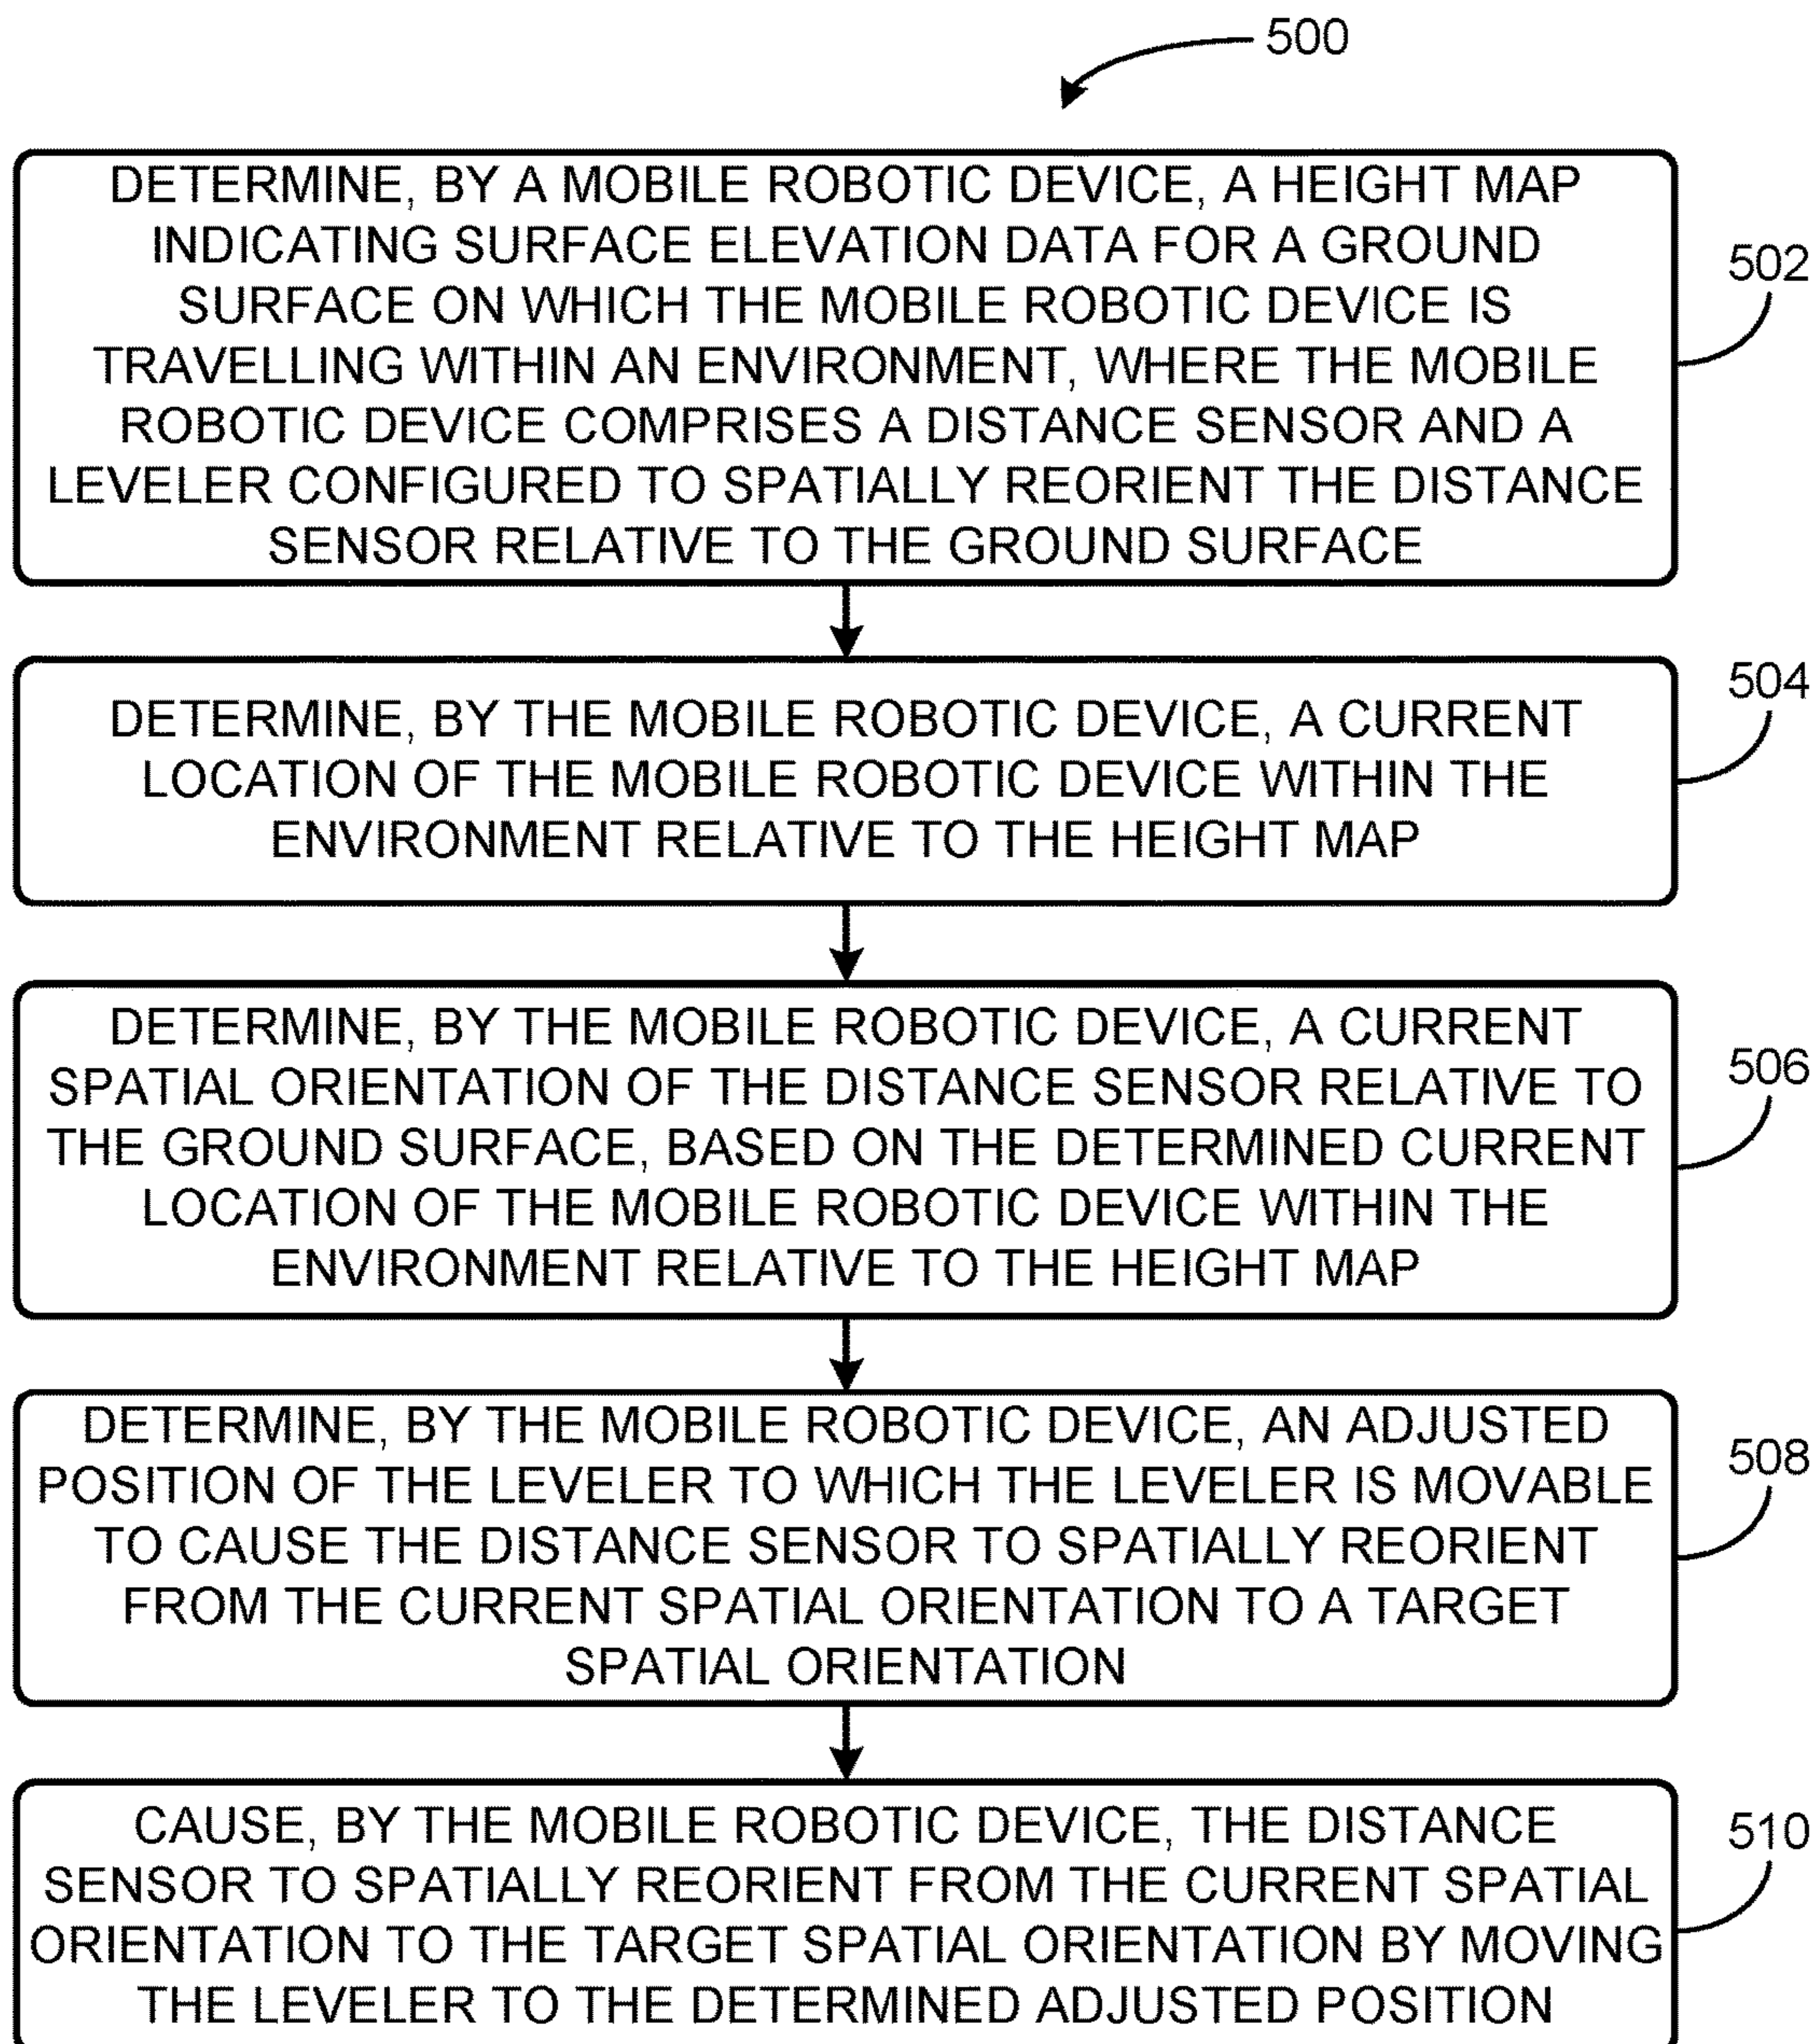 500
DETERMINE, BY A MOBILE ROBOTIC DEVICE, A HEIGHT MAP
INDICATING SURFACE ELEVATION DATA FOR A GROUND
SURFACE ON WHICH THE MOBILE ROBOTIC DEVICE IS
TRAVELLING WITHIN AN ENVIRONMENT, WHERE THE MOBILE
ROBOTIC DEVICE COMPRISES A DISTANCE SENSOR AND A
LEVELER CONFIGURED TO SPATIALLY REORIENT THE DISTANCE
SENSOR RELATIVE TO THE GROUND SURFACE
502
DETERMINE, BY THE MOBILE ROBOTIC DEVICE, A CURRENT
LOCATION OF THE MOBILE ROBOTIC DEVICE WITHIN THE
ENVIRONMENT RELATIVE TO THE HEIGHT MAP
504
DETERMINE, BY THE MOBILE ROBOTIC DEVICE, A CURRENT
SPATIAL ORIENTATION OF THE DISTANCE SENSOR RELATIVE TO
THE GROUND SURFACE, BASED ON THE DETERMINED CURRENT
LOCATION OF THE MOBILE ROBOTIC DEVICE WITHIN THE
ENVIRONMENT RELATIVE TO THE HEIGHT MAP
506
DETERMINE, BY THE MOBILE ROBOTIC DEVICE, AN ADJUSTED
POSITION OF THE LEVELER TO WHICH THE LEVELER IS MOVABLE
TO CAUSE THE DISTANCE SENSOR TO SPATIALLY REORIENT
FROM THE CURRENT SPATIAL ORIENTATION TO A TARGET
SPATIAL ORIENTATION
508
CAUSE, BY THE MOBILE ROBOTIC DEVICE, THE DISTANCE
SENSOR TO SPATIALLY REORIENT FROM THE CURRENT SPATIAL
ORIENTATION TO THE TARGET SPATIAL ORIENTATION BY MOVING
THE LEVELER TO THE DETERMINED ADJUSTED POSITION
510